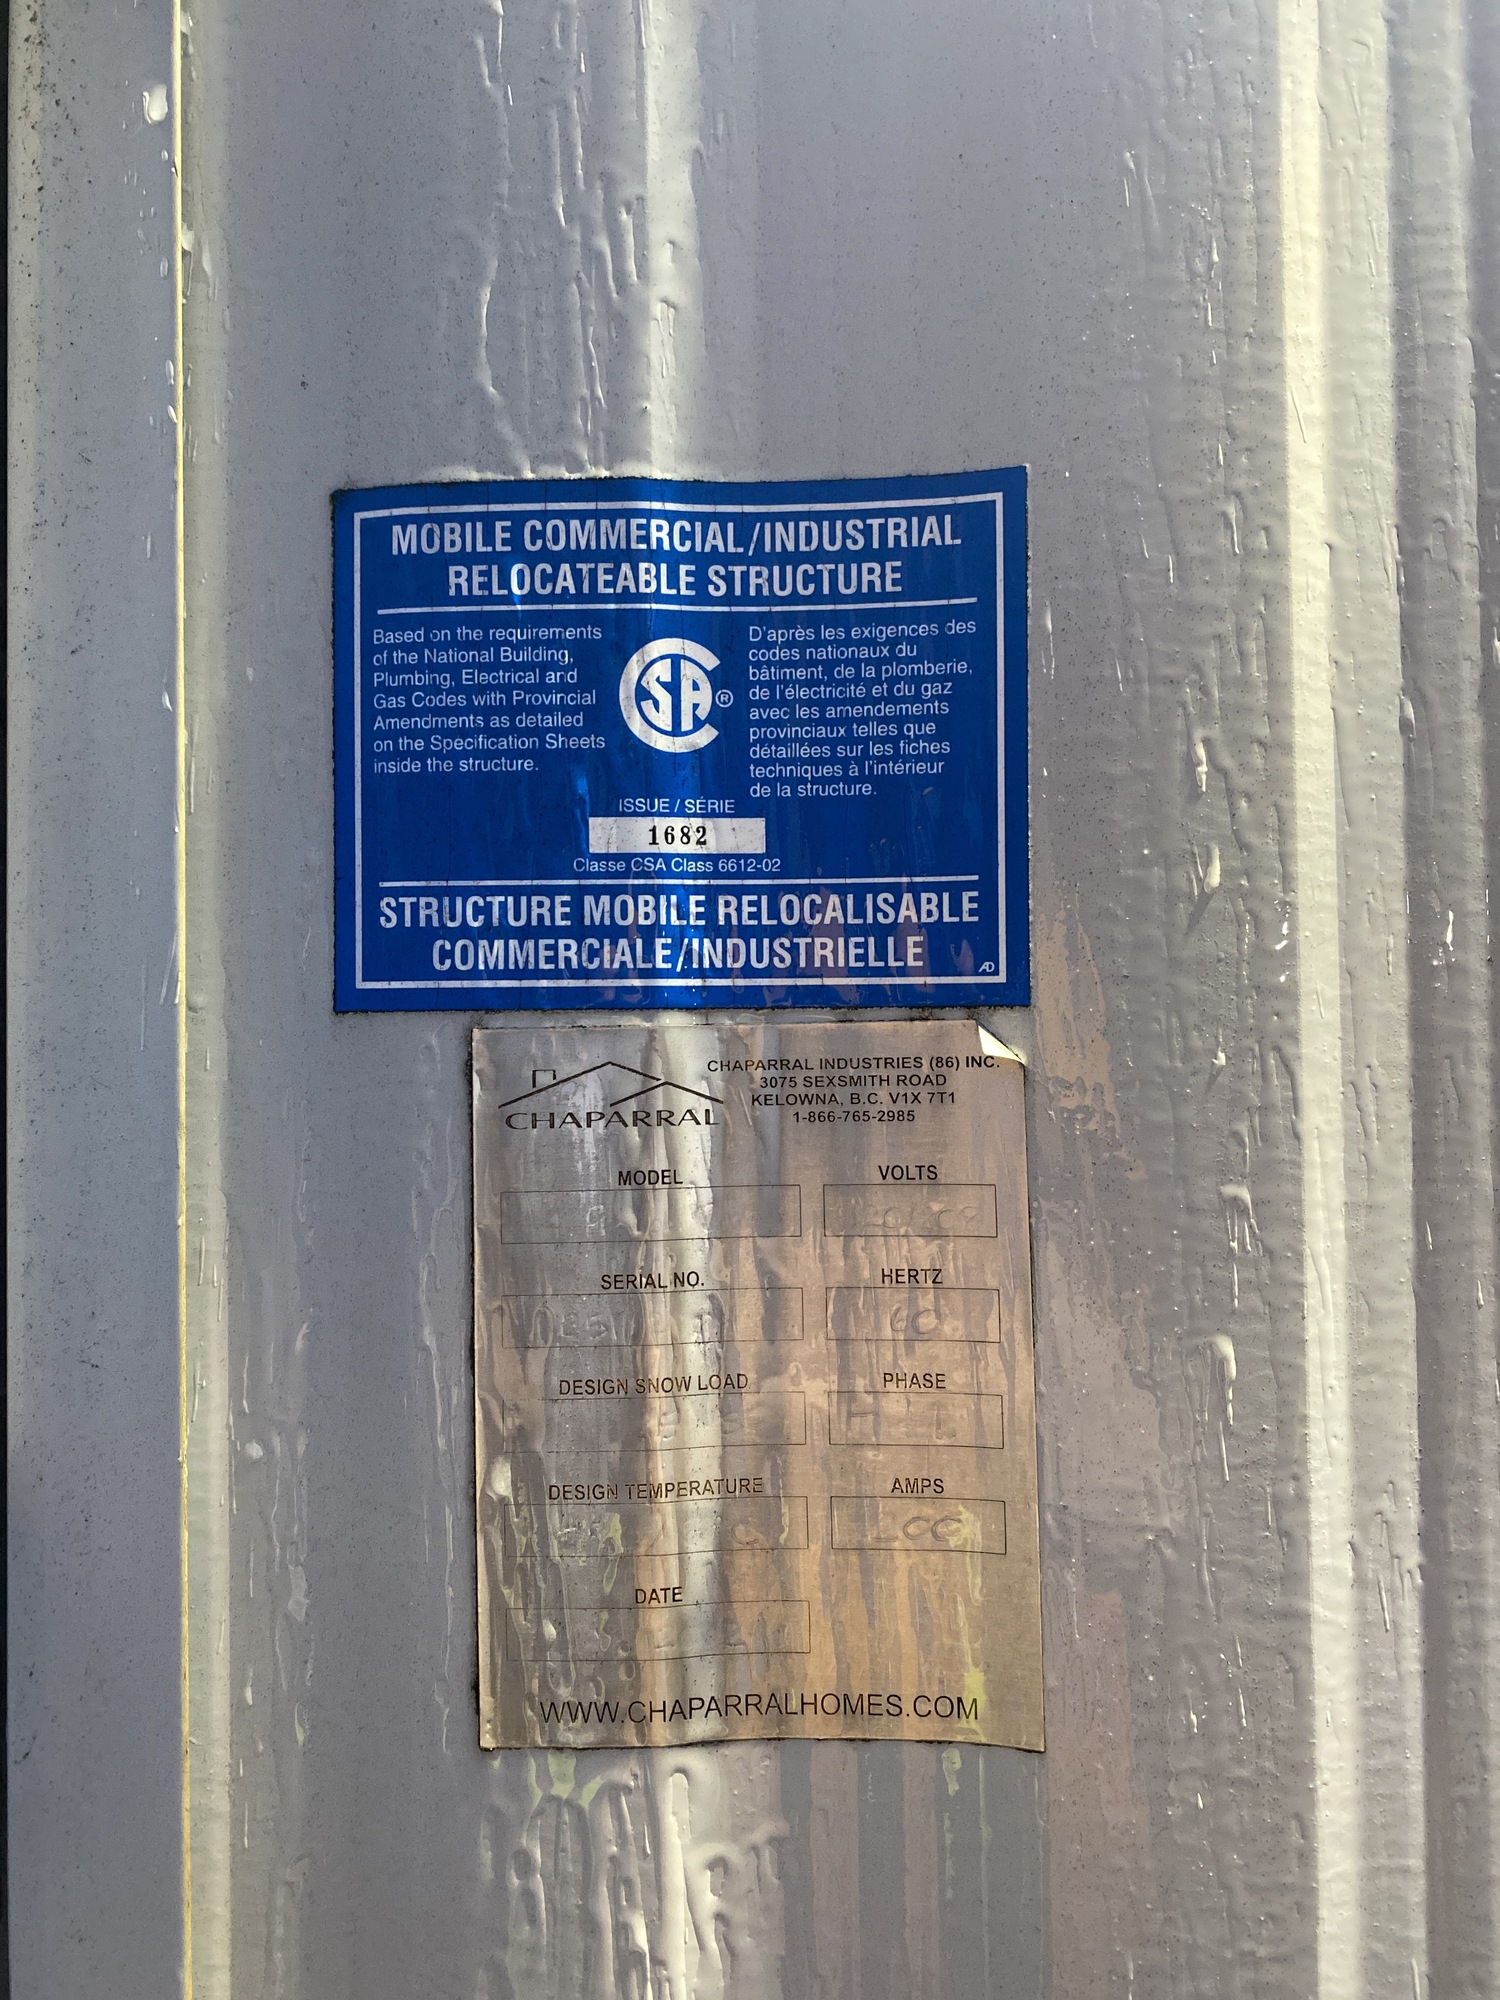 MOBILE COMMERCIAL/INDUSTRIAL
RELOCATEABLE STRUCTURE
Based on the requirements
of the National Building,
Plumbing, Electrical and
Gas Codes with Provincial
Amendments as detailed
on the Specification Sheets
inside the structure.
CSA®
D'après les exigences des
codes nationaux du
bâtiment, de la plomberie,
de l'électricité et du gaz
avec les amendements
provinciaux telles que
détaillées sur les fiches
techniques à l'intérieur
de la structure.
ISSUE / SÉRIE
1682
Classe CSA Class 6612-02
STRUCTURE MOBILE RELOCALISABLE
COMMERCIALE/INDUSTRIELLE
CHAPARRAL
CHAPARRAL INDUSTRIES (86) INC.
3075 SEXSMITH ROAD
KELOWNA, B.C. V1X 7T1
1-866-765-2985
MODEL
VOLTS
SERIAL NO.
HERTZ
60
DESIGN SNOW LOAD
PHASE
DESIGN TEMPERATURE
AMPS
DATE
WWW.CHAPARRALHOMES.COM